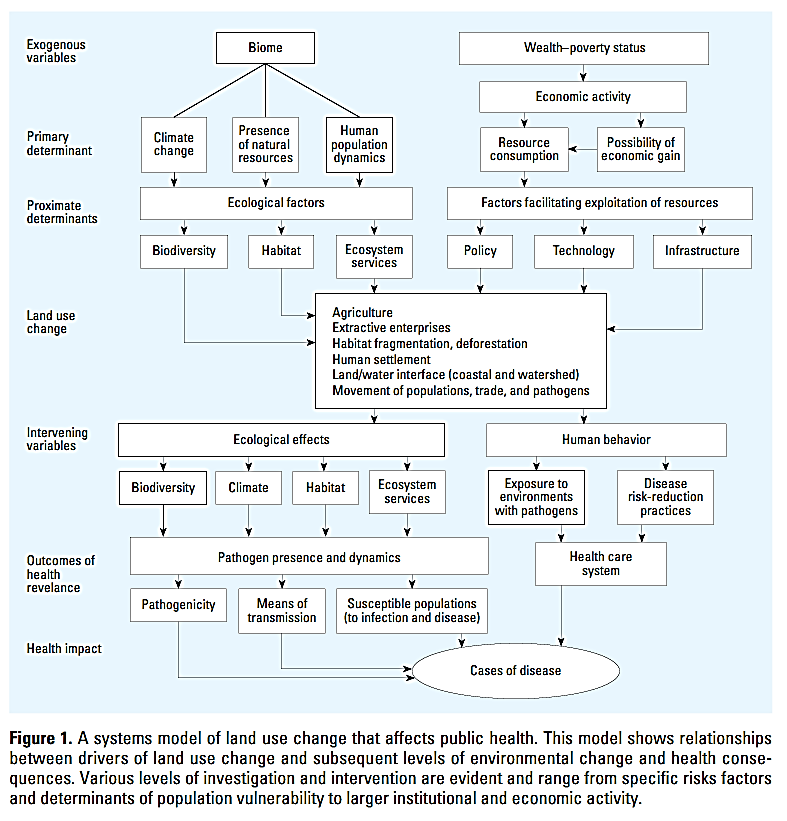 Exogenous
variables
Biome
Wealth–poverty status
Economic activity
Primary
determinant
Climate
change
Presence
of natural
resources
Human
population
dynamics
Resource
consumption
Possibility of
economic gain
Proximate
determinants
Ecological factors
Factors facilitating exploitation of resources
Biodiversity
Habitat
Ecosystem
services
Policy
Technology
Infrastructure
Land use
change
Agriculture
Extractive enterprises
Habitat fragmentation, deforestation
Human settlement
Land/water interface (coastal and watershed)
Movement of populations, trade, and pathogens
Intervening
variables
Ecological effects
Human behavior
Biodiversity
Climate
Habitat
Ecosystem
services
Exposure to
environments
with pathogens
Disease
risk-reduction
practices
Outcomes of
health
revelance
Pathogen presence and dynamics
Health care
system
Pathogenicity
Means of
transmission
Susceptible populations
(to infection and disease)
Health impact
Cases of disease
Figure 1. A systems model of land use change that affects public health. This model shows relationships
between drivers of land use change and subsequent levels of environmental change and health conse-
quences. Various levels of investigation and intervention are evident and range from specific risks factors
and determinants of population vulnerability to larger institutional and economic activity.